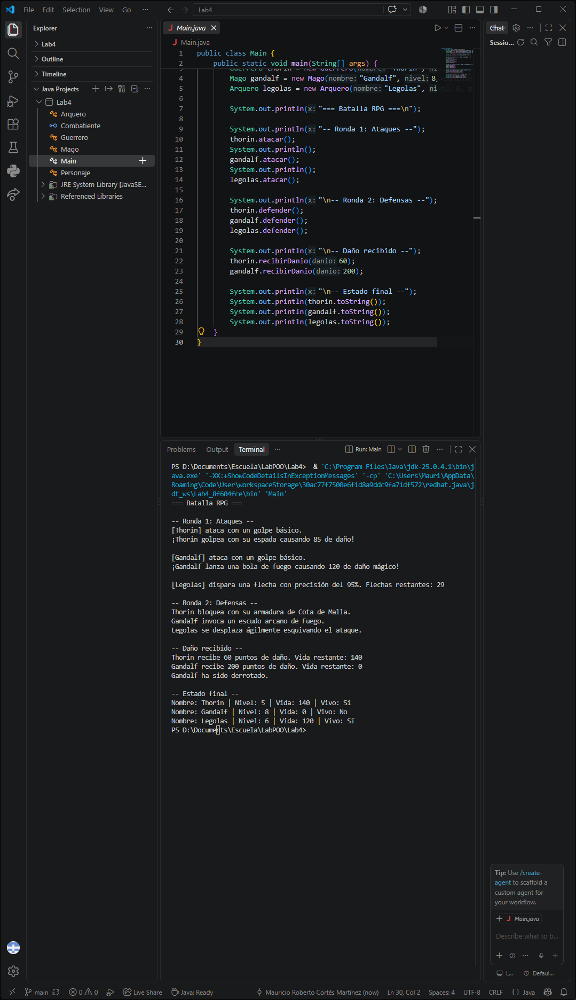 File Edit Selection View Go ··· Lab4
Explorer
Lab4
Outline
Timeline
Java Projects
Lab4
Arquero
Combatiente
Guerrero
Mago
Main
Personaje
JRE System Library [JavaSE...
Referenced Libraries
Main.java
Main.java
1 public class Main {
2 public static void main(String[] args) {
3 Guerrero thorin = new Guerrero(nombre: "Thorin", ni
4 Mago gandalf = new Mago(nombre: "Gandalf", nivel: 8,
5 Arquero legolas = new Arquero(nombre: "Legolas", nivel: 6, p
6
7 System.out.println(x: "=== Batalla RPG ===\n");
8
9 System.out.println(x: "-- Ronda 1: Ataques --");
10 thorin.atacar();
11 System.out.println();
12 gandalf.atacar();
13 System.out.println();
14 legolas.atacar();
15
16 System.out.println(x: "\n-- Ronda 2: Defensas --");
17 thorin.defender();
18 gandalf.defender();
19 legolas.defender();
20
21 System.out.println(x: "\n-- Daño recibido --");
22 thorin.recibirDanio(danio: 60);
23 gandalf.recibirDanio(danio: 200);
24
25 System.out.println(x: "\n-- Estado final --");
26 System.out.println(thorin.toString());
27 System.out.println(gandalf.toString());
28 System.out.println(legolas.toString());
29 }
30 }
Problems Output Terminal ··· Run: Main
PS D:\Documents\Escuela\LabPOO\Lab4> & 'C:\Program Files\Java\jdk-25.0.4.1\bin\j
ava.exe' '-XX:+ShowCodeDetailsInExceptionMessages' '-cp' 'C:\Users\Mauri\AppData\
Roaming\Code\User\workspaceStorage\30ac77f7500e6f1d8a9ddc9fa71df572\redhat.java\j
dt_ws\Lab4_8f604fce\bin' 'Main'
=== Batalla RPG ===
-- Ronda 1: Ataques --
[Thorin] ataca con un golpe básico.
¡Thorin golpea con su espada causando 85 de daño!
[Gandalf] ataca con un golpe básico.
¡Gandalf lanza una bola de fuego causando 120 de daño mágico!
[Legolas] dispara una flecha con precisión del 95%. Flechas restantes: 29
-- Ronda 2: Defensas --
Thorin bloquea con su armadura de Cota de Malla.
Gandalf invoca un escudo arcano de Fuego.
Legolas se desplaza ágilmente esquivando el ataque.
-- Daño recibido --
Thorin recibe 60 puntos de daño. Vida restante: 140
Gandalf recibe 200 puntos de daño. Vida restante: 0
Gandalf ha sido derrotado.
-- Estado final --
Nombre: Thorin | Nivel: 5 | Vida: 140 | Vivo: Sí
Nombre: Gandalf | Nivel: 8 | Vida: 0 | Vivo: No
Nombre: Legolas | Nivel: 6 | Vida: 120 | Vivo: Sí
PS D:\Documents\Escuela\LabPOO\Lab4>
Chat
Sessio...
Tip: Use /create-
agent to scaffold a
custom agent for
your workflow.
Main.java
Describe what to b...
L... Defaul...
main 0 0 Live Share Java: Ready Mauricio Roberto Cortés Martínez (now) Ln 30, Col 2 Spaces: 4 UTF-8 CRLF { } Java